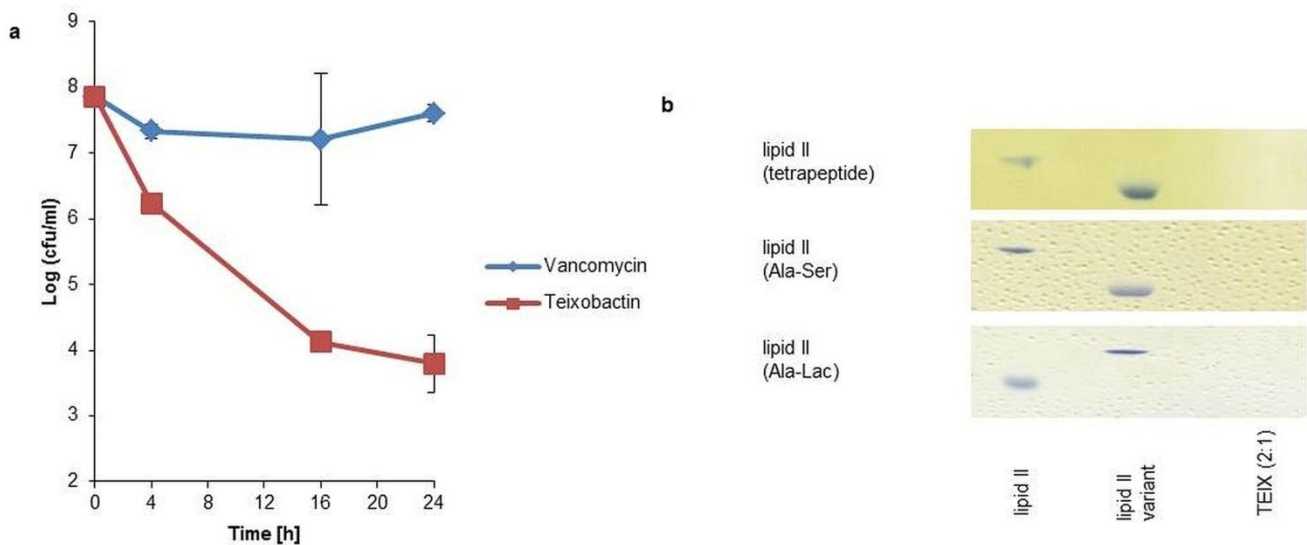 a
9
8
7
6
5
4
3
2
Log (cfu/ml)
0 4 8 12 16 20 24
Time [h]
Vancomycin
Teixobactin
b
lipid II
(tetrapeptide)
lipid II
(Ala-Ser)
lipid II
(Ala-Lac)
lipid II
lipid II
variant
TEIX (2:1)